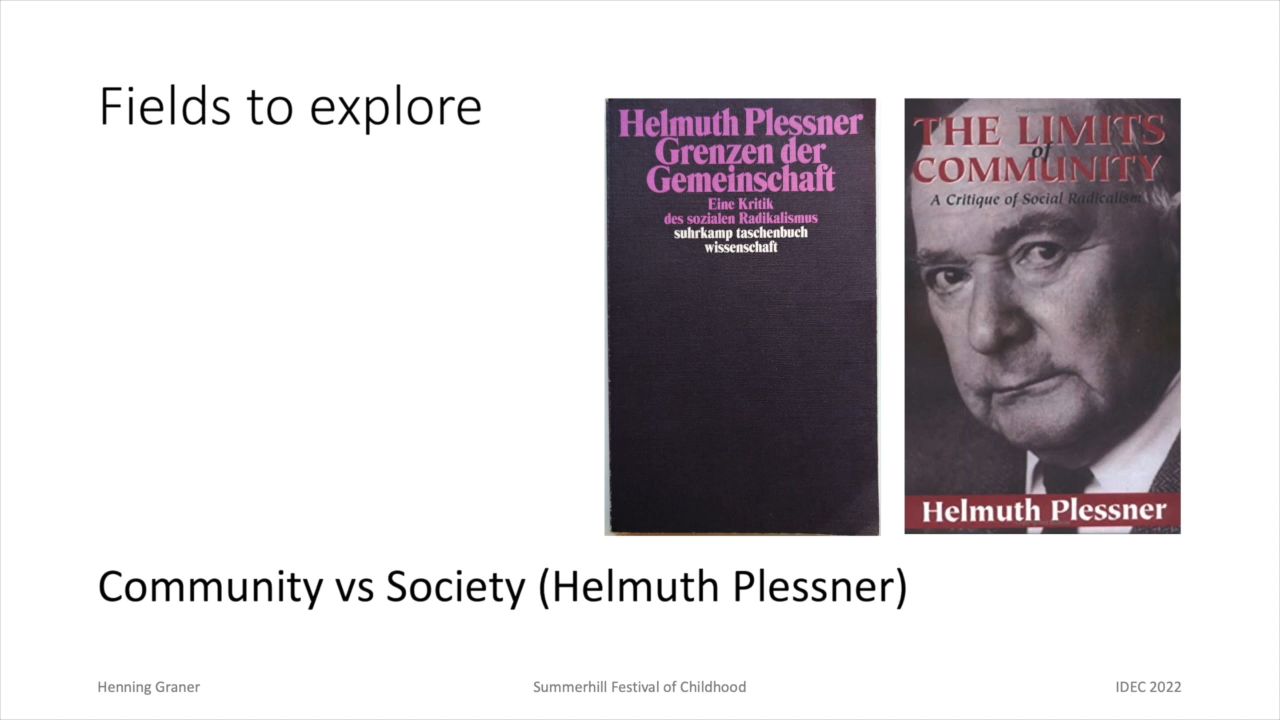 Fields to explore
Helmuth Plessner
Grenzen der
Gemeinschaft
Eine Kritik
des sozialen Radikalismus
suhrkamp taschenbuch
wissenschaft
THE LIMITS
of
COMMUNITY
A Critique of Social Radicalism
Helmuth Plessner
Community vs Society (Helmuth Plessner)
Henning Graner
Summerhill Festival of Childhood
IDEC 2022